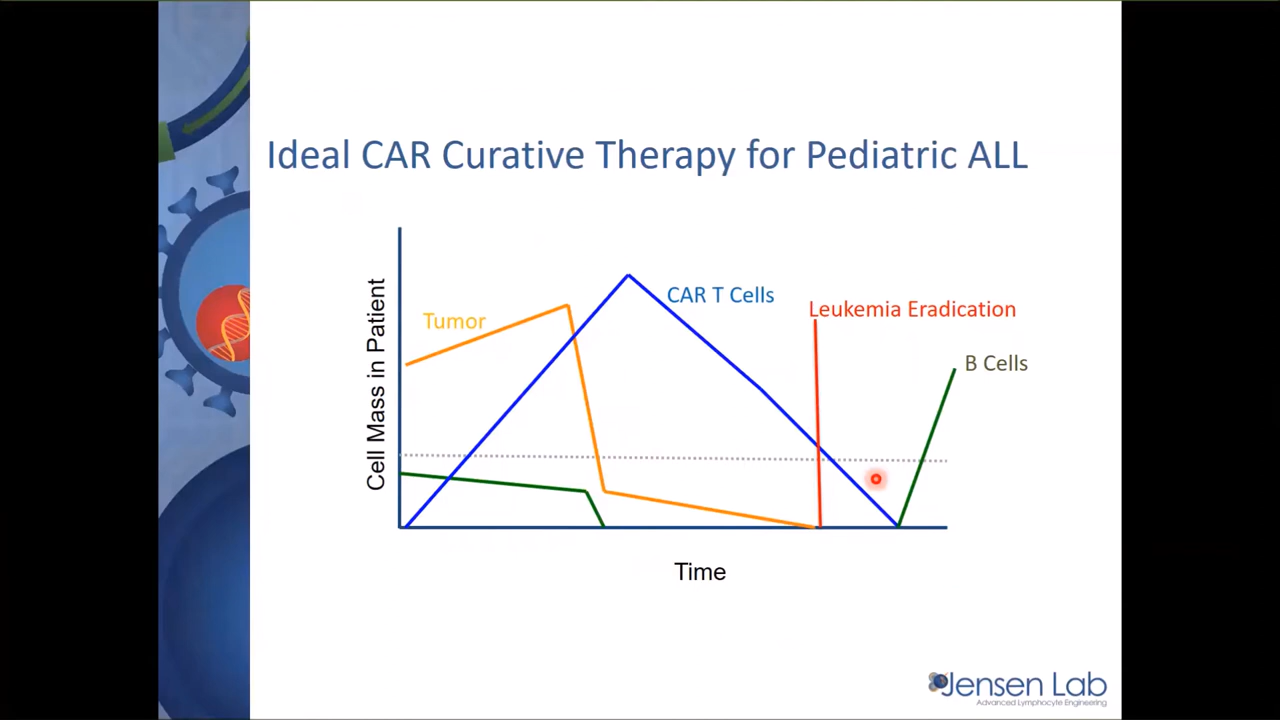 Ideal CAR Curative Therapy for Pediatric ALL
Cell Mass in Patient
Tumor
CAR T Cells
Leukemia Eradication
B Cells
Time
Jensen Lab
Advanced Lymphocyte Engineering